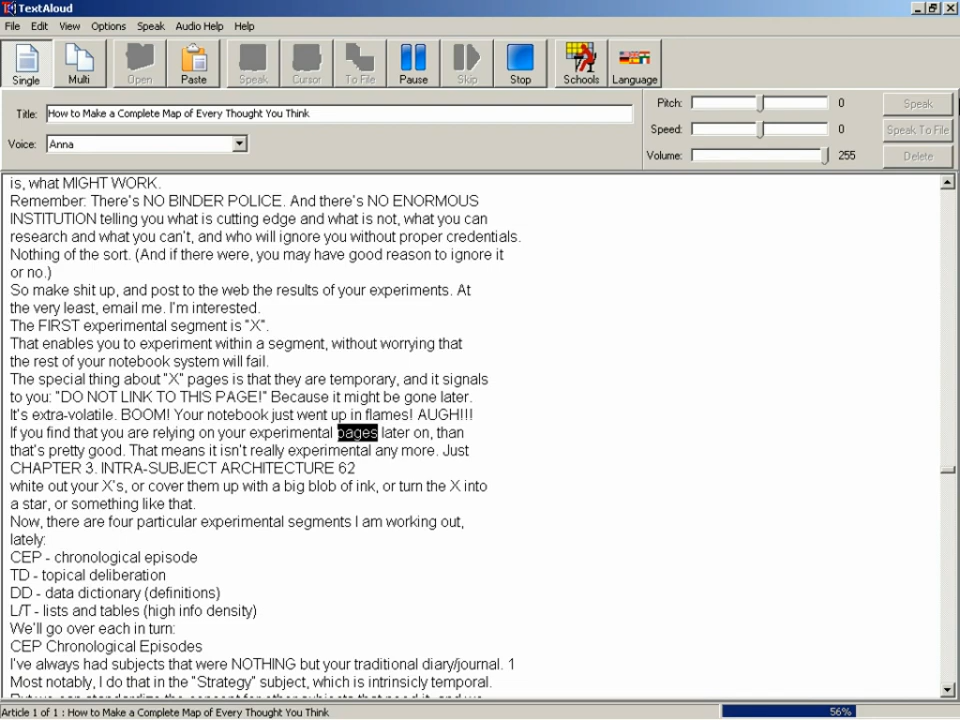 TextAloud
File Edit View Options Speak Audio Help Help
Single Multi Open Paste Speak Cursor To File Pause Skip Stop Schools Language
Title: How to Make a Complete Map of Every Thought You Think
Voice: Anna
Pitch: 0 Speak
Speed: 0 Speak To File
Volume: 255 Delete
is, what MIGHT WORK.
Remember: There's NO BINDER POLICE. And there's NO ENORMOUS
INSTITUTION telling you what is cutting edge and what is not, what you can
research and what you can't, and who will ignore you without proper credentials.
Nothing of the sort. (And if there were, you may have good reason to ignore it
or no.)
So make shit up, and post to the web the results of your experiments. At
the very least, email me. I'm interested.
The FIRST experimental segment is "X".
That enables you to experiment within a segment, without worrying that
the rest of your notebook system will fail.
The special thing about "X" pages is that they are temporary, and it signals
to you: "DO NOT LINK TO THIS PAGE!" Because it might be gone later.
It's extra-volatile. BOOM! Your notebook just went up in flames! AUGH!!!
If you find that you are relying on your experimental pages later on, than
that's pretty good. That means it isn't really experimental any more. Just
CHAPTER 3. INTRA-SUBJECT ARCHITECTURE 62
white out your X's, or cover them up with a big blob of ink, or turn the X into
a star, or something like that.
Now, there are four particular experimental segments I am working out,
lately:
CEP - chronological episode
TD - topical deliberation
DD - data dictionary (definitions)
L/T - lists and tables (high info density)
We'll go over each in turn:
CEP Chronological Episodes
I've always had subjects that were NOTHING but your traditional diary/journal. 1
Most notably, I do that in the "Strategy" subject, which is intrinsicly temporal.
But we can standardize the concept for other subjects that need it, and we
Article 1 of 1 : How to Make a Complete Map of Every Thought You Think 56%